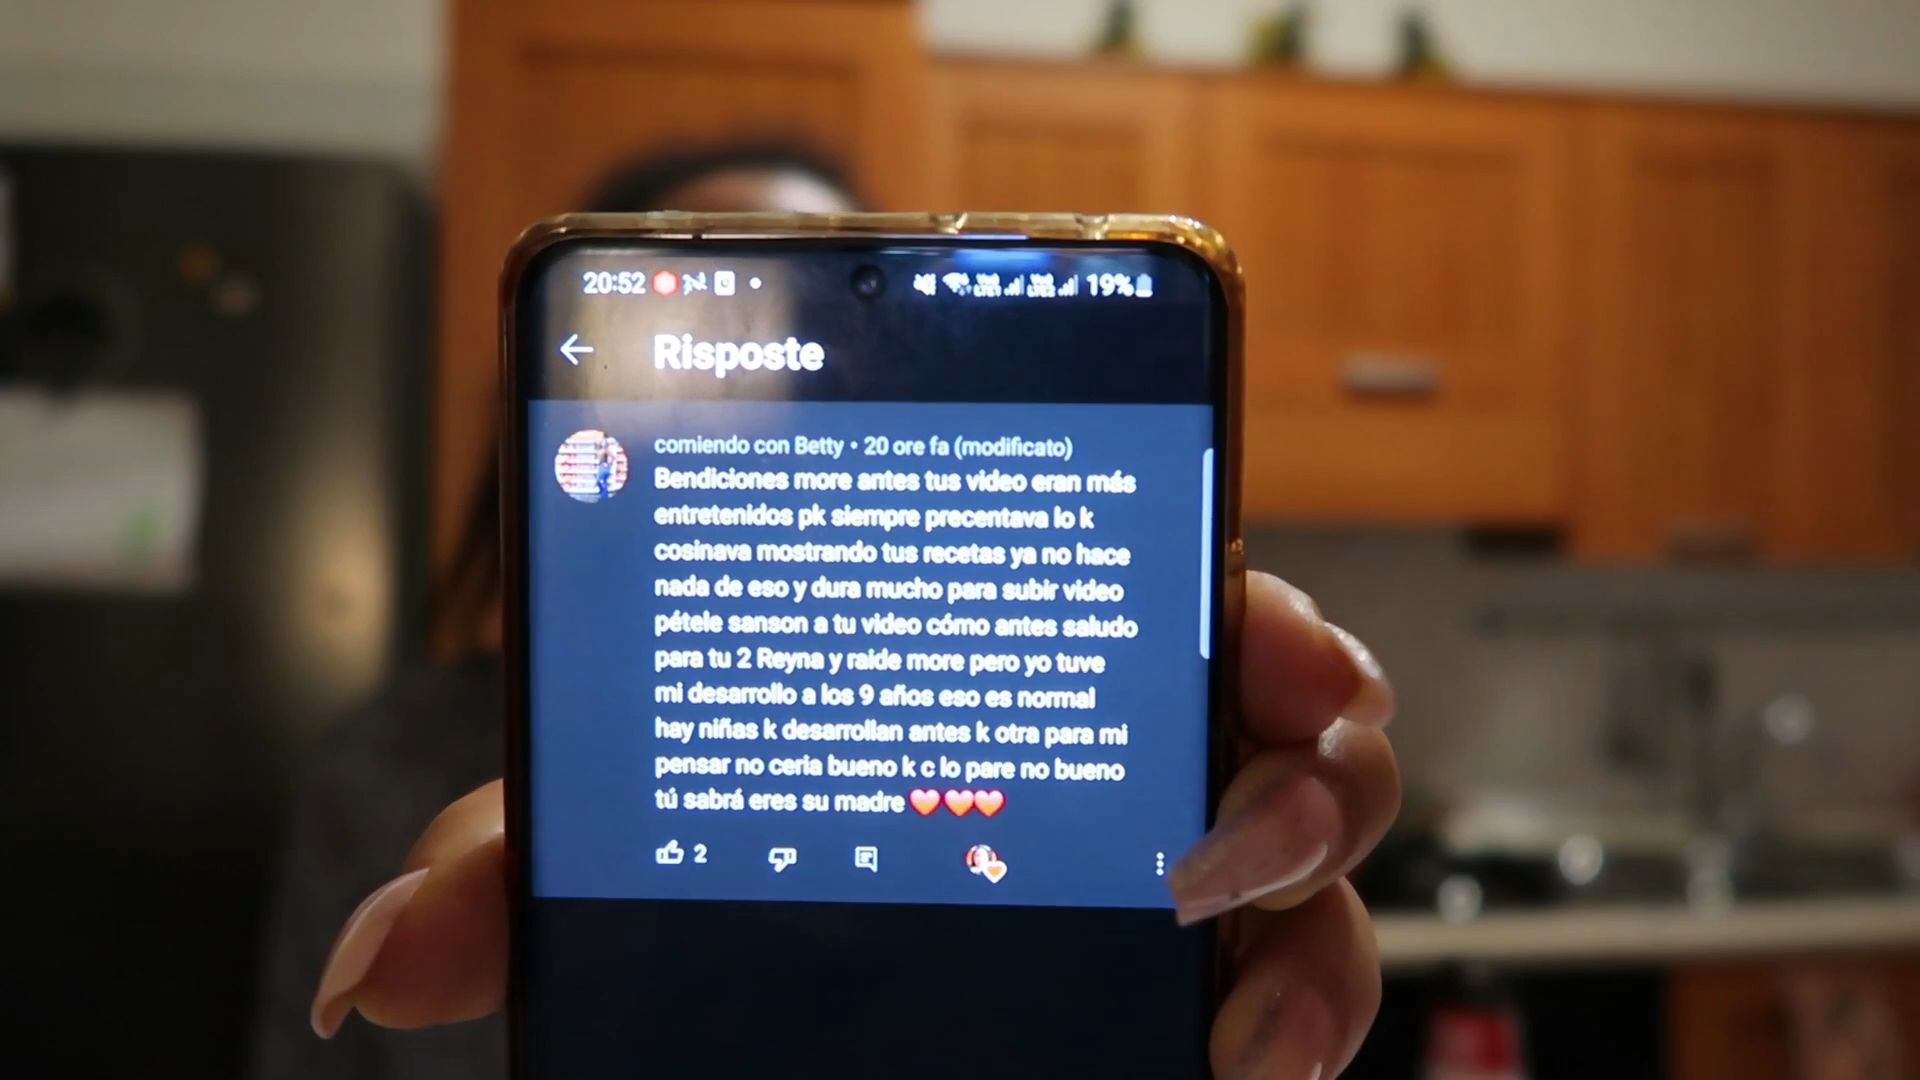 20:52
19%
Risposte
comiendo con Betty • 20 ore fa (modificato)
Bendiciones more antes tus video eran más
entretenidos pk siempre precentava lo k
cosinava mostrando tus recetas ya no hace
nada de eso y dura mucho para subir video
pétele sanson a tu video cómo antes saludo
para tu 2 Reyna y raide more pero yo tuve
mi desarrollo a los 9 años eso es normal
hay niñas k desarrollan antes k otra para mi
pensar no ceria bueno k c lo pare no bueno
tú sabrá eres su madre ❤️❤️❤️
2